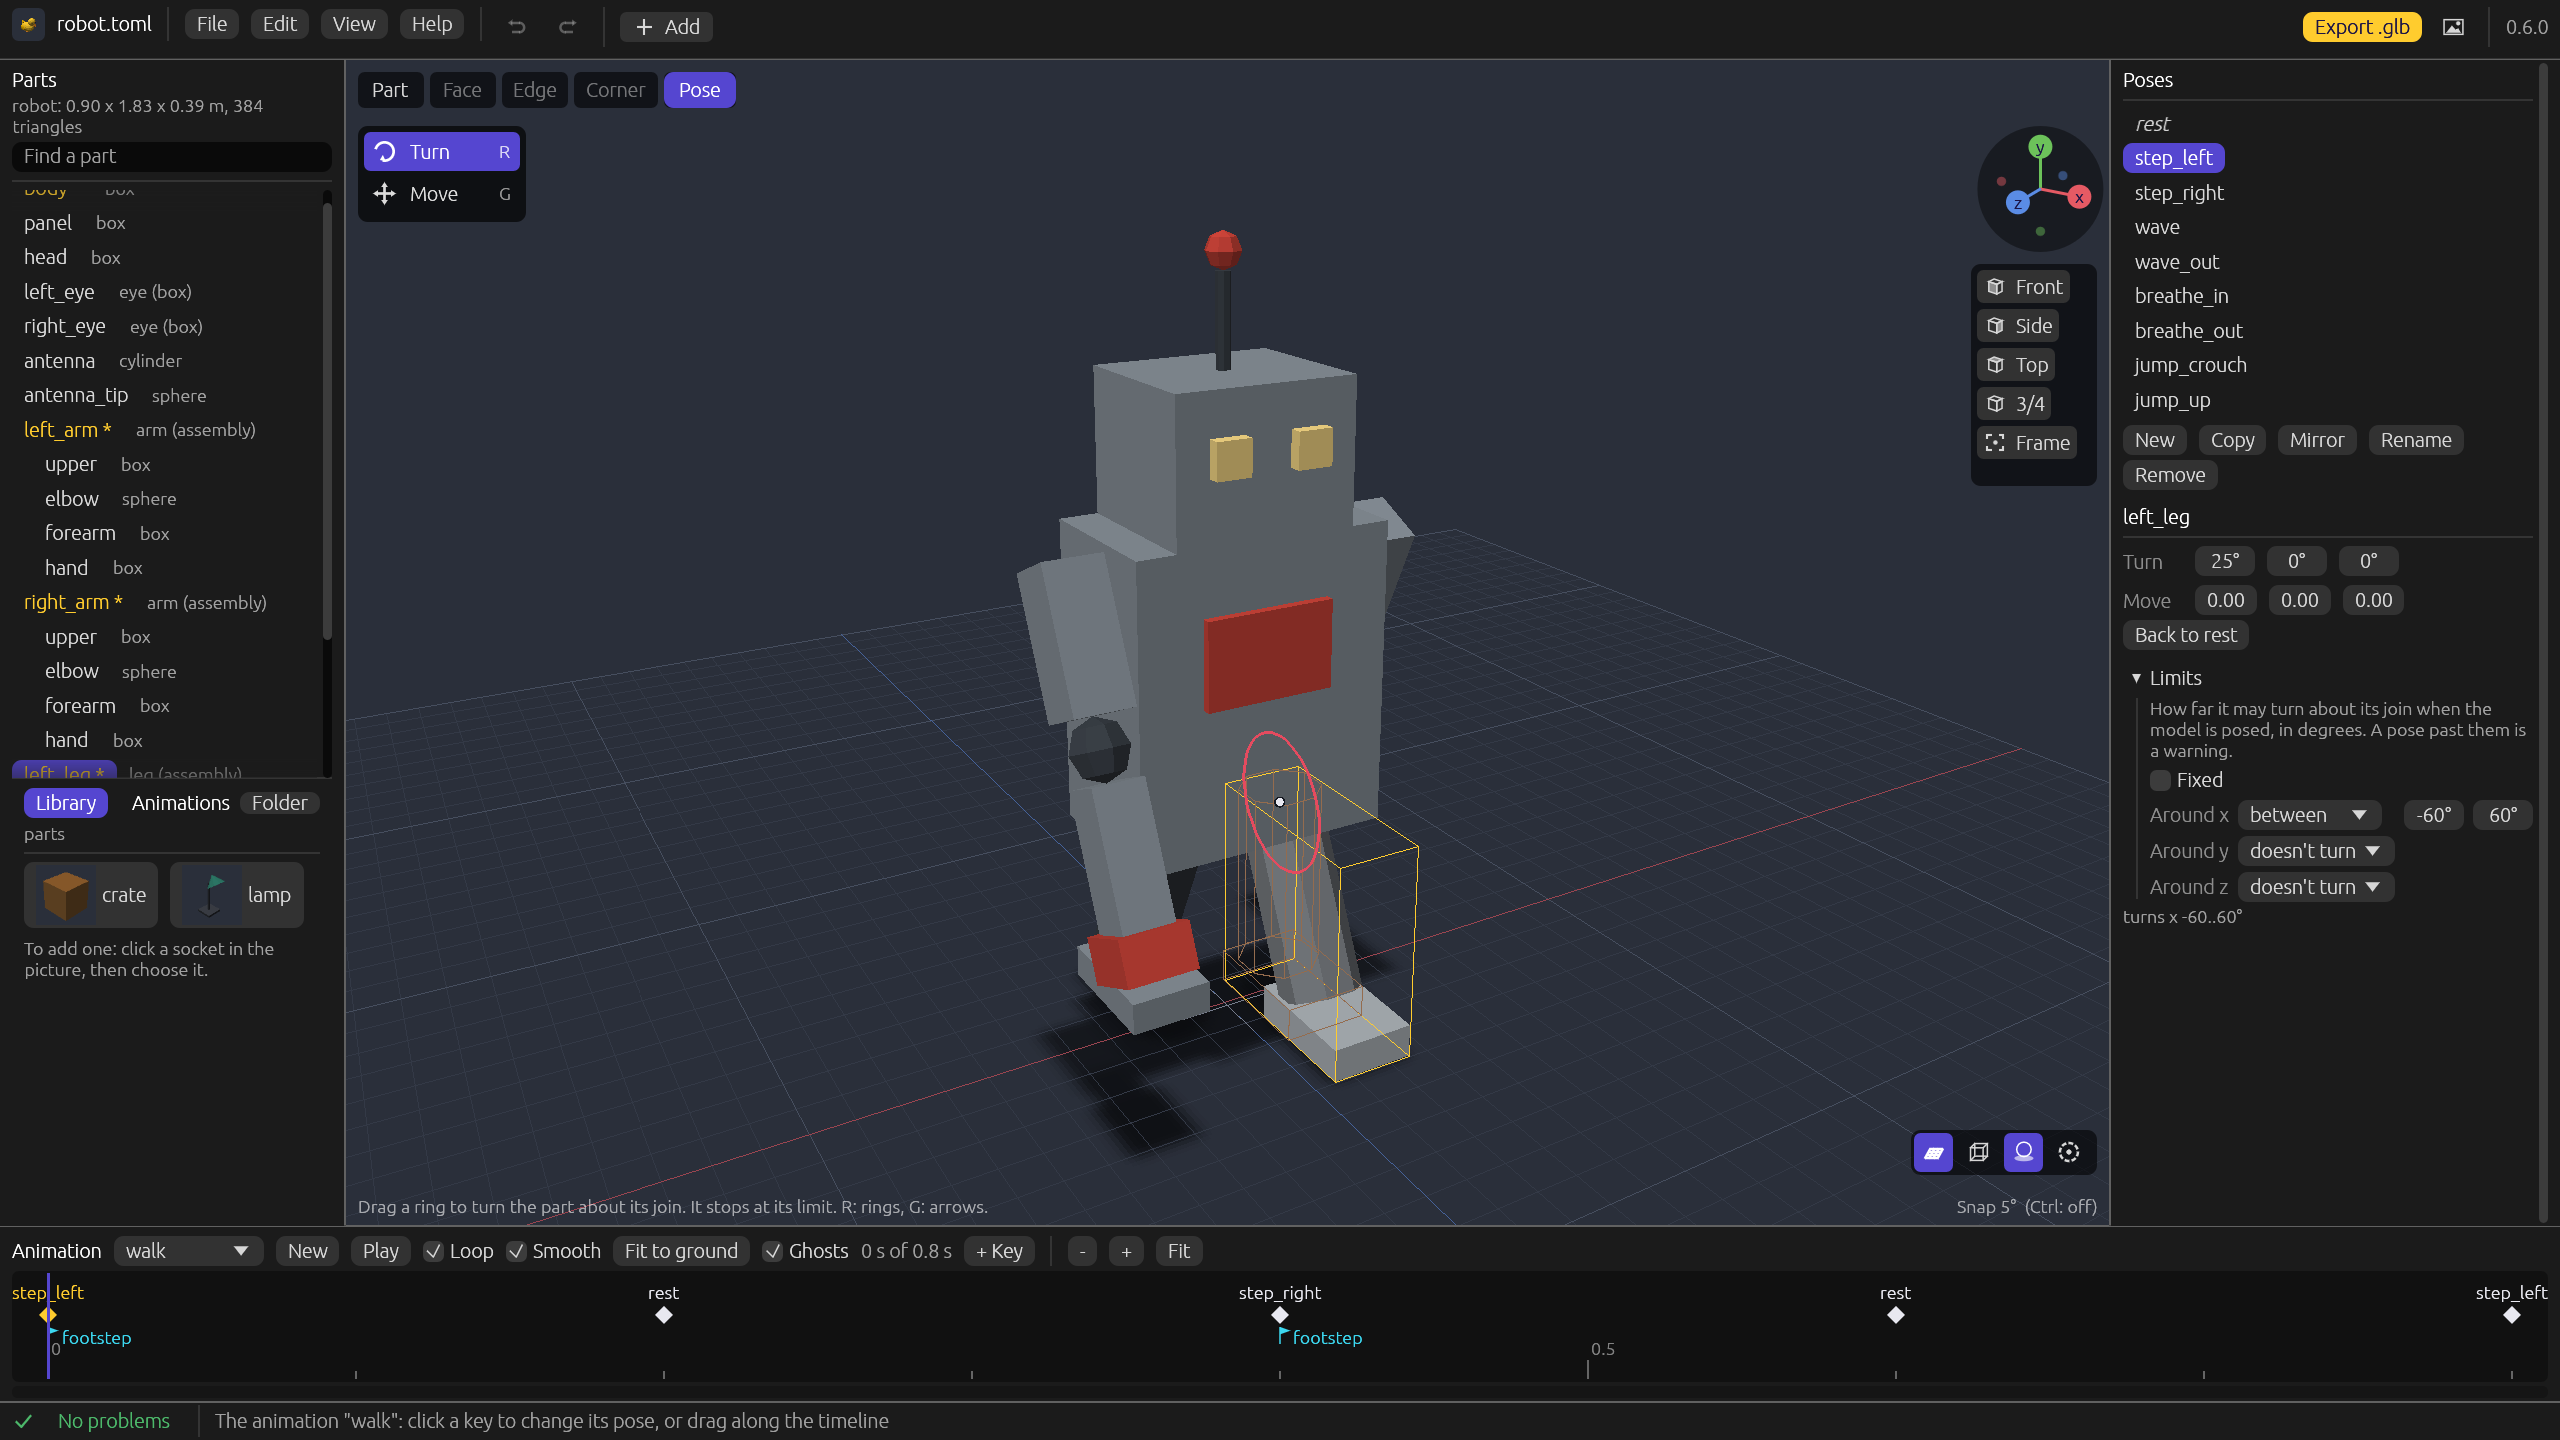 robot.toml File Edit View Help + Add Export .glb 0.6.0
Parts
robot: 0.90 x 1.83 x 0.39 m, 384
triangles
Find a part
body box
panel box
head box
left_eye eye (box)
right_eye eye (box)
antenna cylinder
antenna_tip sphere
left_arm * arm (assembly)
upper box
elbow sphere
forearm box
hand box
right_arm * arm (assembly)
upper box
elbow sphere
forearm box
hand box
left_leg * leg (assembly)
Library Animations Folder
parts
crate lamp
To add one: click a socket in the
picture, then choose it.
Part Face Edge Corner Pose
Turn R
Move G
y
x
z
Front
Side
Top
3/4
Frame
Drag a ring to turn the part about its join. It stops at its limit. R: rings, G: arrows.
Snap 5° (Ctrl: off)
Poses
rest
step_left
step_right
wave
wave_out
breathe_in
breathe_out
jump_crouch
jump_up
New Copy Mirror Rename
Remove
left_leg
Turn 25° 0° 0°
Move 0.00 0.00 0.00
Back to rest
▼ Limits
How far it may turn about its join when the
model is posed, in degrees. A pose past them is
a warning.
Fixed
Around x between -60° 60°
Around y doesn't turn
Around z doesn't turn
turns x -60..60°
Animation walk New Play Loop Smooth Fit to ground Ghosts 0 s of 0.8 s + Key - + Fit
step_left rest step_right rest step_left
footstep footstep
0 0.5
No problems The animation "walk": click a key to change its pose, or drag along the timeline